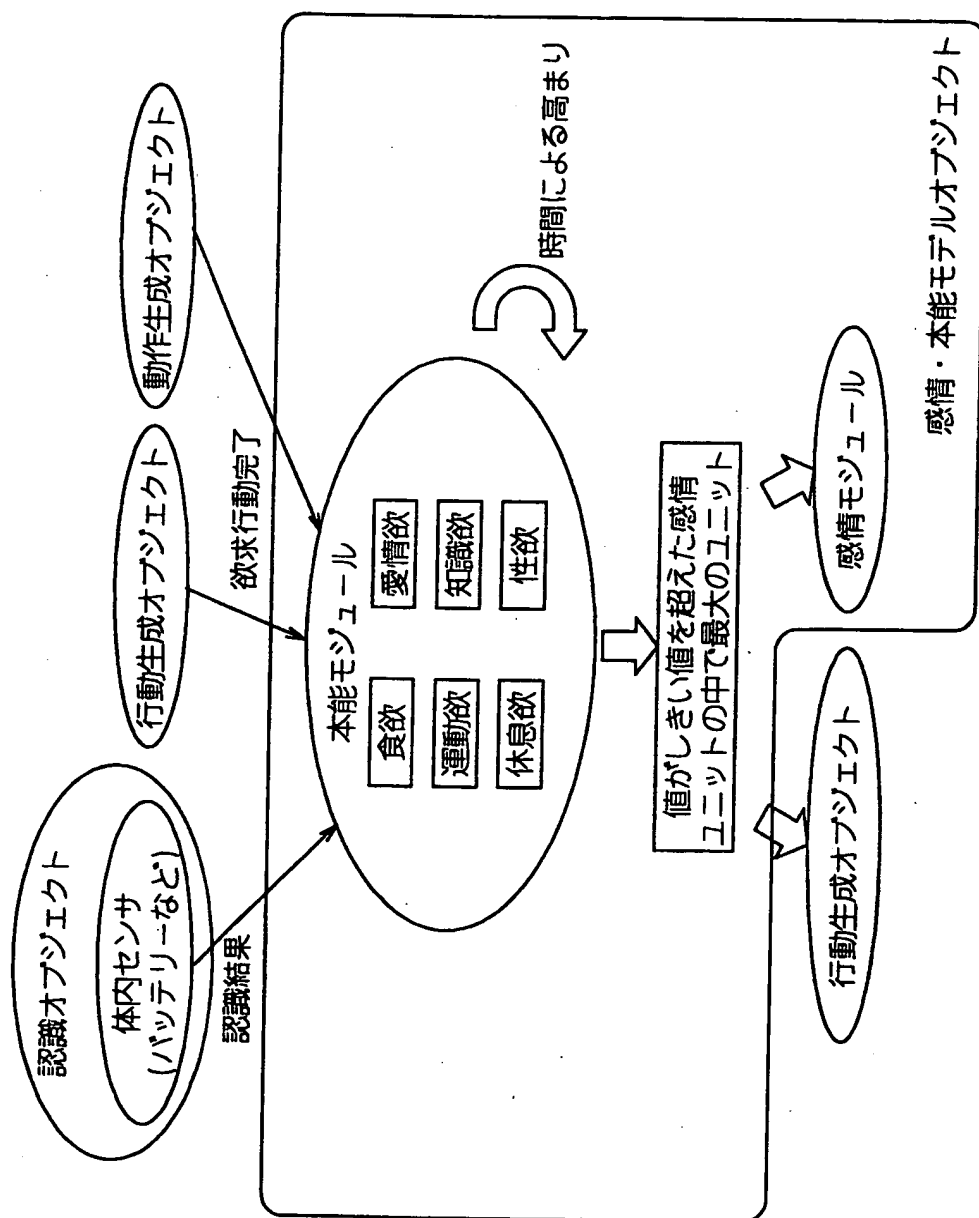 認識オブジェクト
体内センサ
(バッテリーなど)
行動生成オブジェクト
動作生成オブジェクト
認識結果
欲求行動完了
本能モジュール
食欲
愛情欲
運動欲
知識欲
休息欲
性欲
時間による高まり
値がしきい値を超えた感情
ユニットの中で最大のユニット
行動生成オブジェクト
感情モジュール
感情・本能モデルオブジェクト